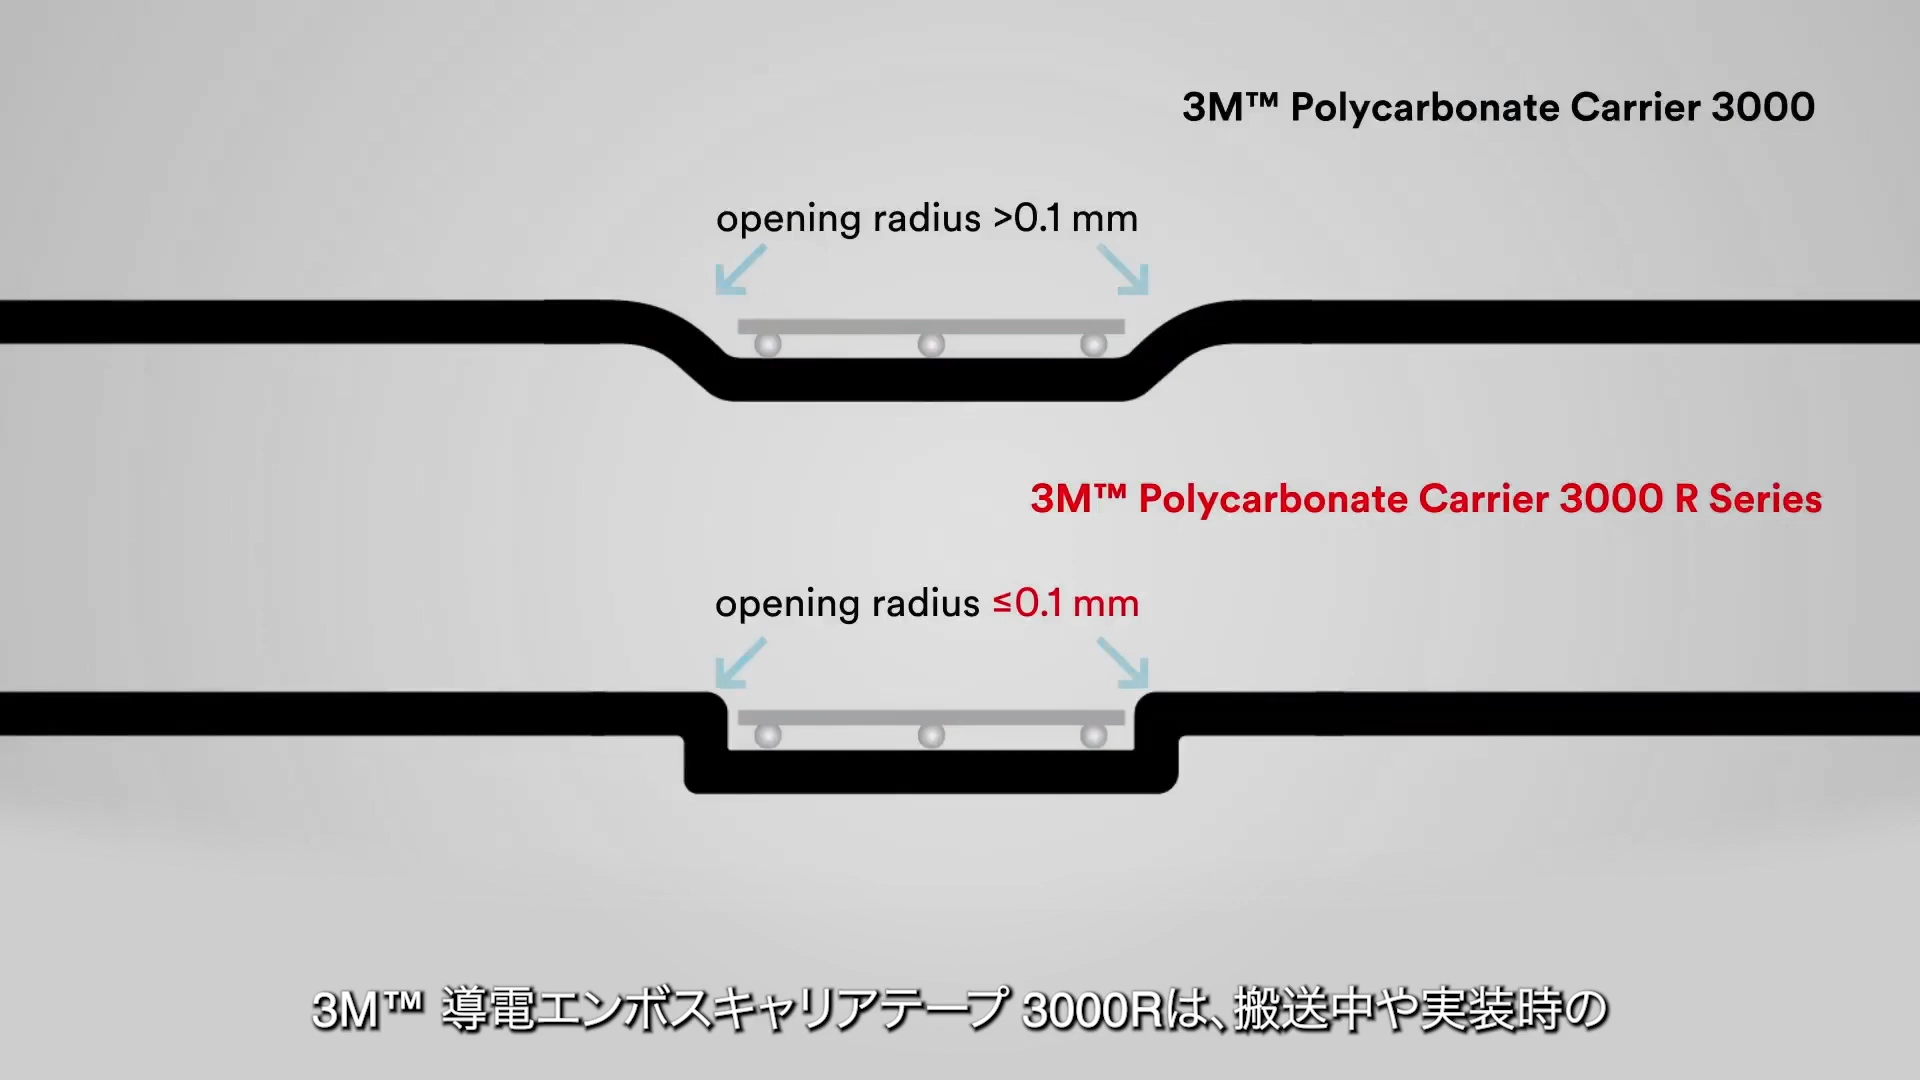 3M™ Polycarbonate Carrier 3000
opening radius >0.1 mm
3M™ Polycarbonate Carrier 3000 R Series
opening radius ≤0.1 mm
3M™ 導電エンボスキャリアテープ 3000Rは、搬送中や実装時の